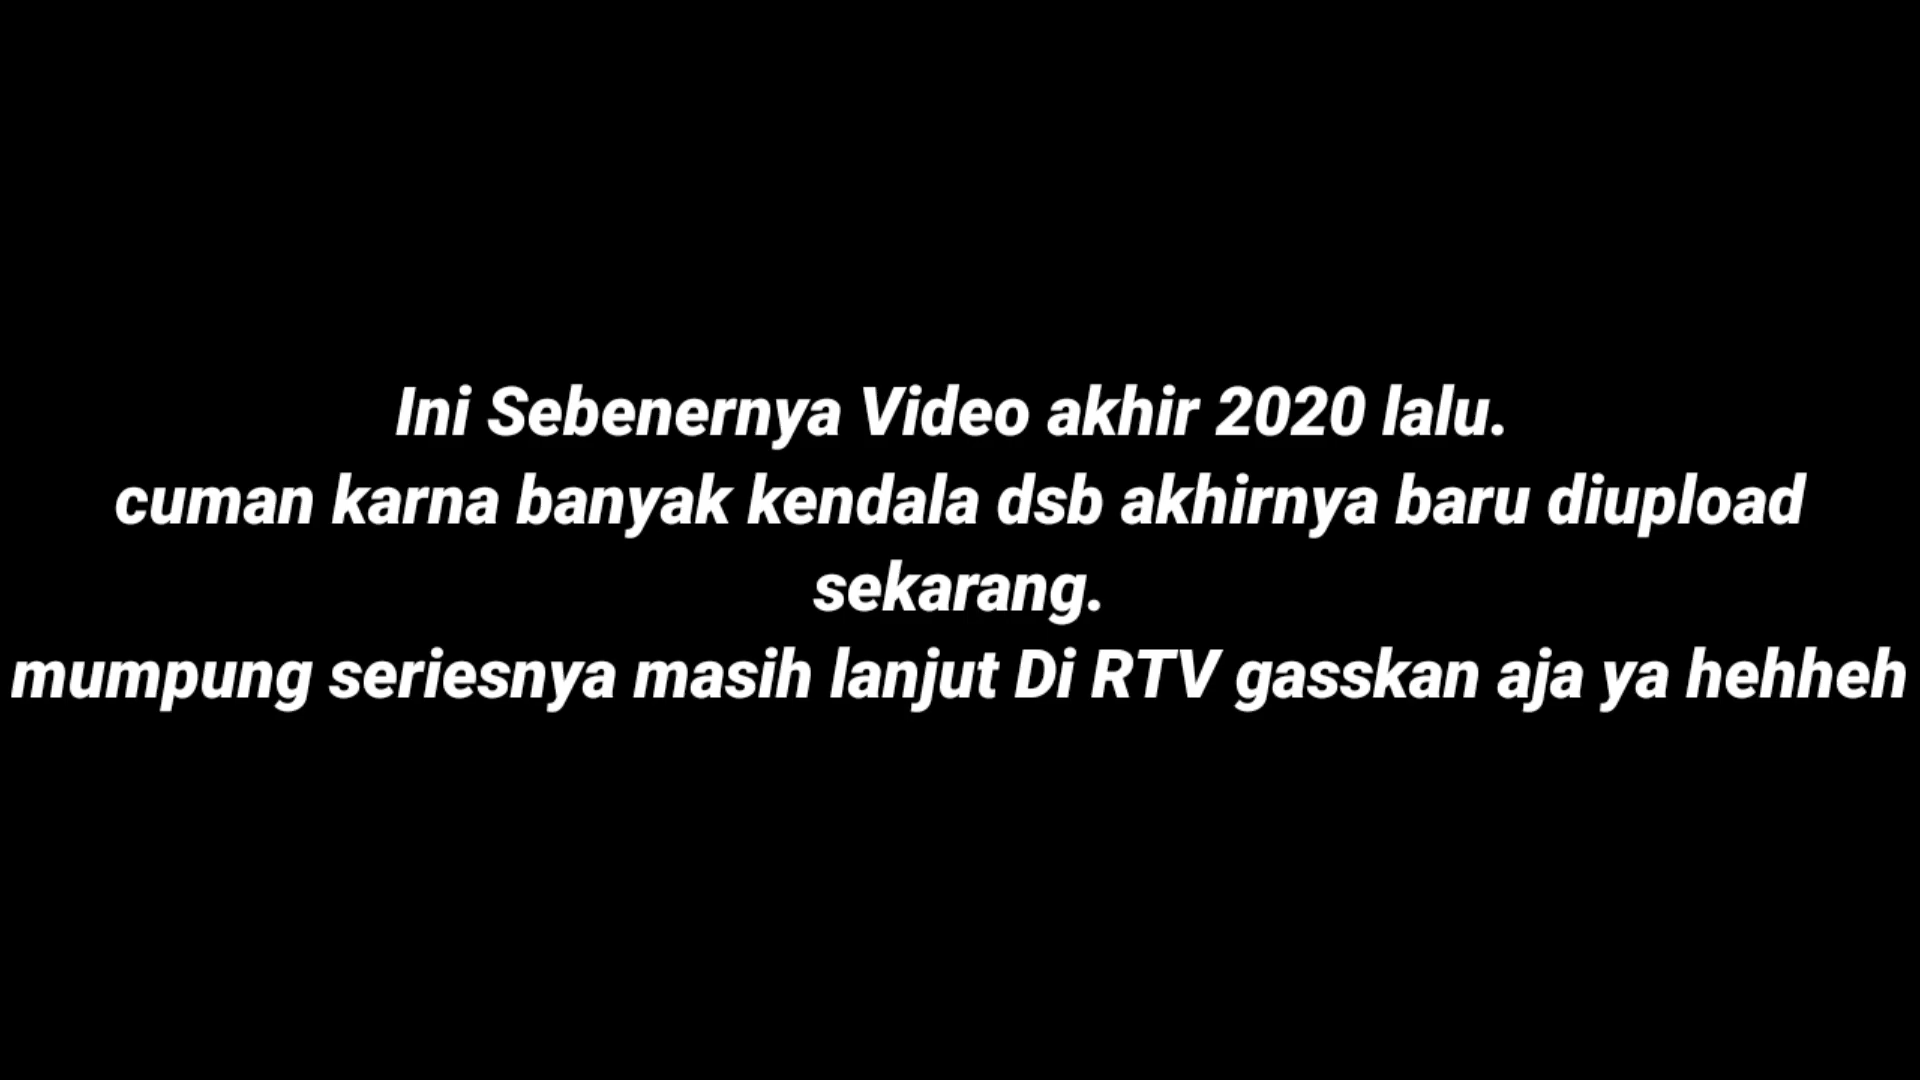 Ini Sebenernya Video akhir 2020 lalu.
cuman karna banyak kendala dsb akhirnya baru diupload
sekarang.
mumpung seriesnya masih lanjut Di RTV gasskan aja ya hehheh